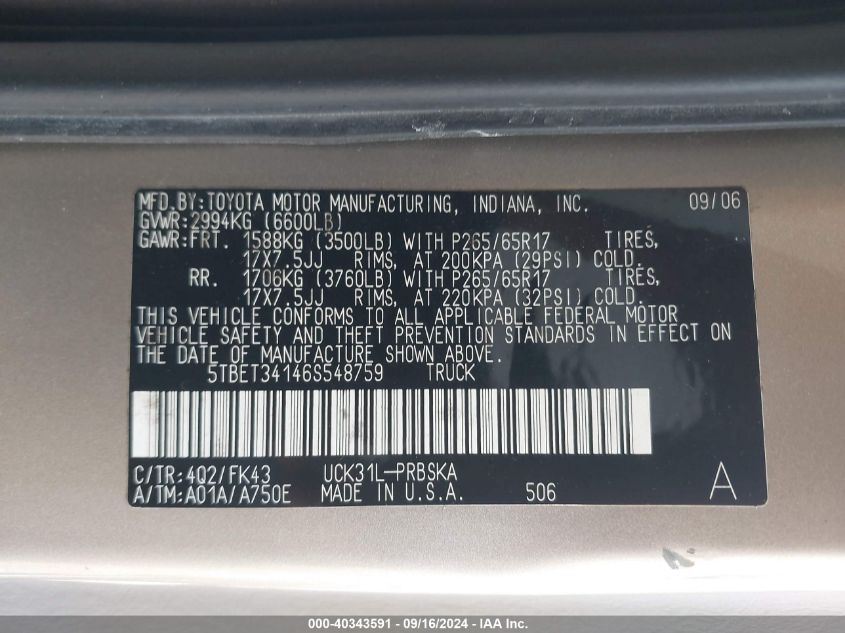 MFD.BY:TOYOTA MOTOR MANUFACTURING, INDIANA, INC. 09/06
GVWR:2994KG (6600LB)
GAWR:FRT. 1588KG (3500LB) WITH P265/65R17 TIRES,
17X7.5JJ RIMS, AT 200KPA (29PSI) COLD.
RR. 1706KG (3760LB) WITH P265/65R17 TIRES,
17X7.5JJ RIMS, AT 220KPA (32PSI) COLD.
THIS VEHICLE CONFORMS TO ALL APPLICABLE FEDERAL MOTOR
VEHICLE SAFETY AND THEFT PREVENTION STANDARDS IN EFFECT ON
THE DATE OF MANUFACTURE SHOWN ABOVE.
5TBET34146S548759 TRUCK
C/TR:4Q2/FK43 UCK31L-PRBSKA
A/TM:A01A/A750E MADE IN U.S.A. 506 A
000-40343591 - 09/16/2024 - IAA Inc.